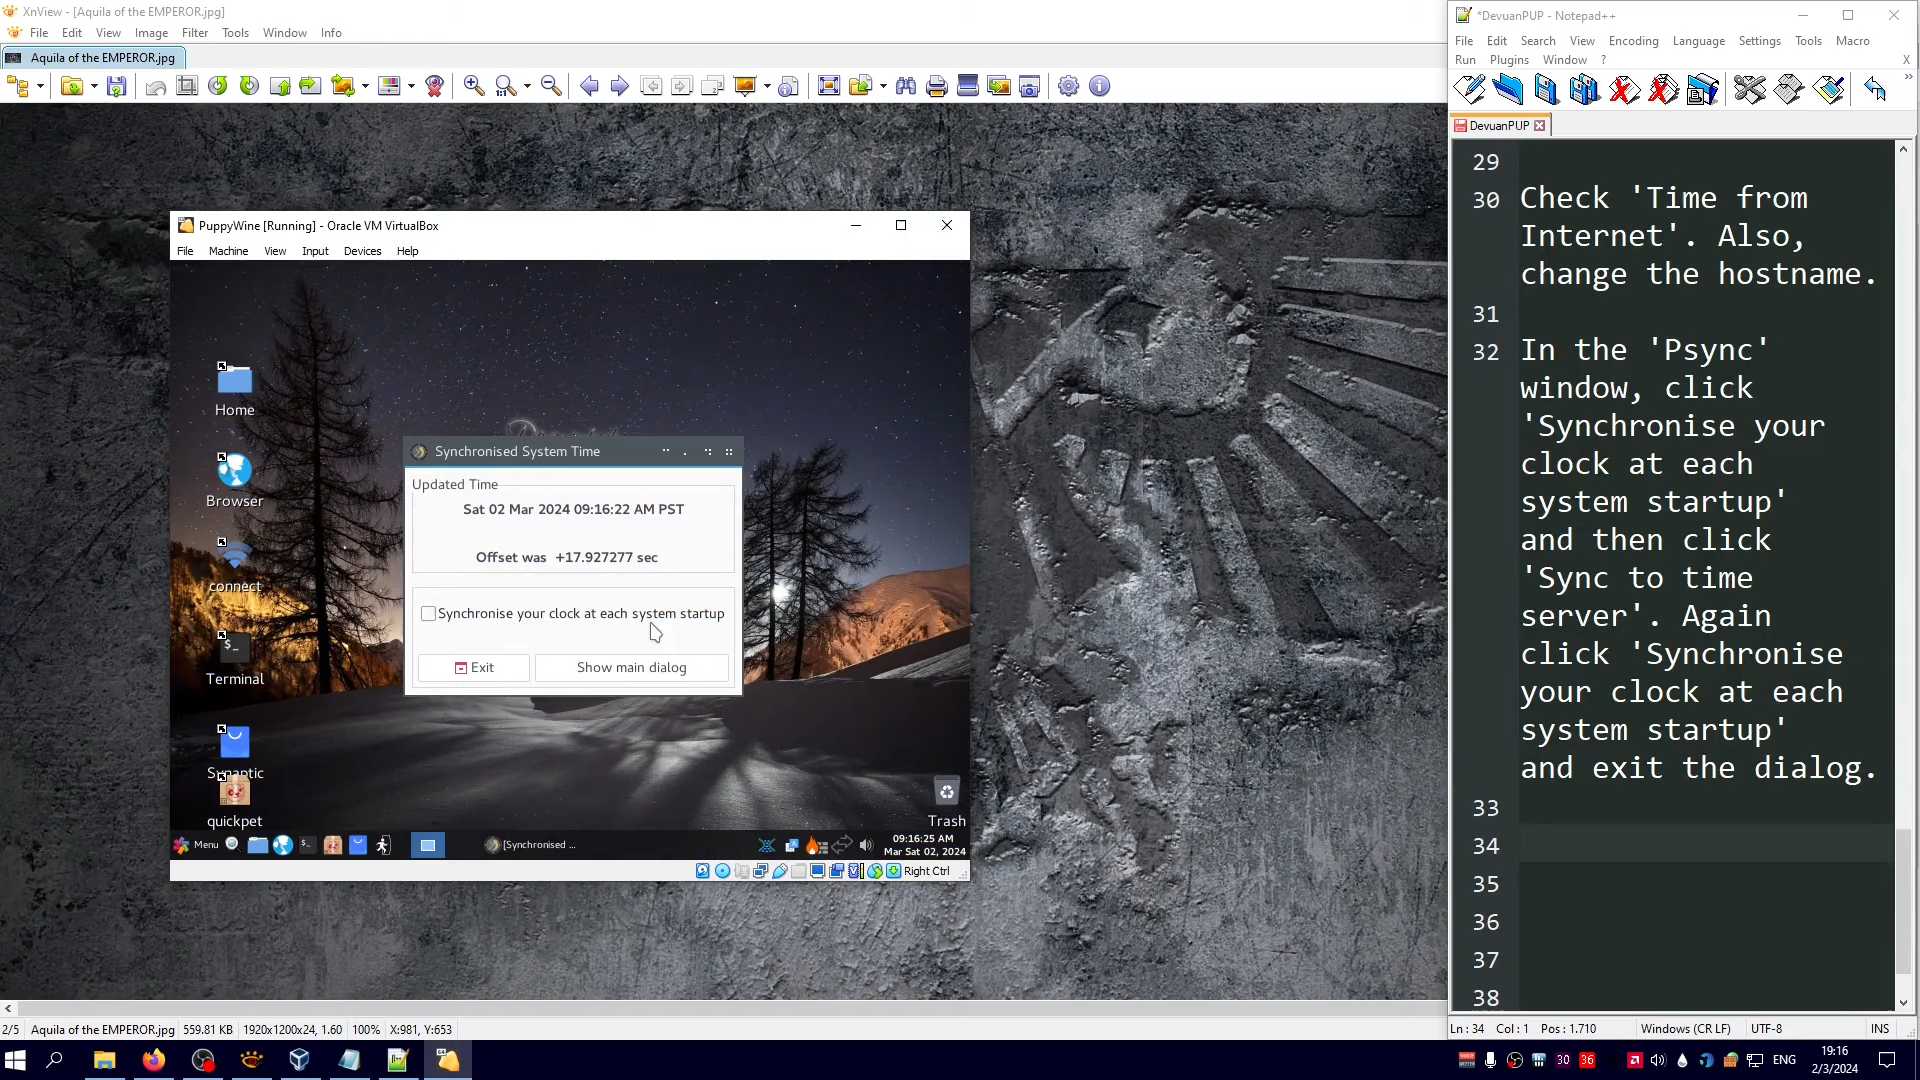 XnView - [Aquila of the EMPEROR.jpg]
File Edit View Image Filter Tools Window Info
Aquila of the EMPEROR.jpg
PuppyWine [Running] - Oracle VM VirtualBox
File Machine View Input Devices Help
Home
Browser
connect
Terminal
Synaptic
quickpet
Trash
Synchronised System Time
Updated Time
Sat 02 Mar 2024 09:16:22 AM PST
Offset was +17.927277 sec
Synchronise your clock at each system startup
Exit
Show main dialog
Menu
[Synchronised ...
09:16:25 AM
Mar Sat 02, 2024
Right Ctrl
2/5 Aquila of the EMPEROR.jpg 559.81 KB 1920x1200x24, 1.60 100% X:981, Y:653
*DevuanPUP - Notepad++
File Edit Search View Encoding Language Settings Tools Macro
Run Plugins Window ? X
DevuanPUP
29
30 Check 'Time from
Internet'. Also,
change the hostname.
31
32 In the 'Psync'
window, click
'Synchronise your
clock at each
system startup'
and then click
'Sync to time
server'. Again
click 'Synchronise
your clock at each
system startup'
and exit the dialog.
33
34
35
36
37
38
Ln : 34 Col : 1 Pos : 1.710 Windows (CR LF) UTF-8 INS
30 36
ENG
19:16
2/3/2024